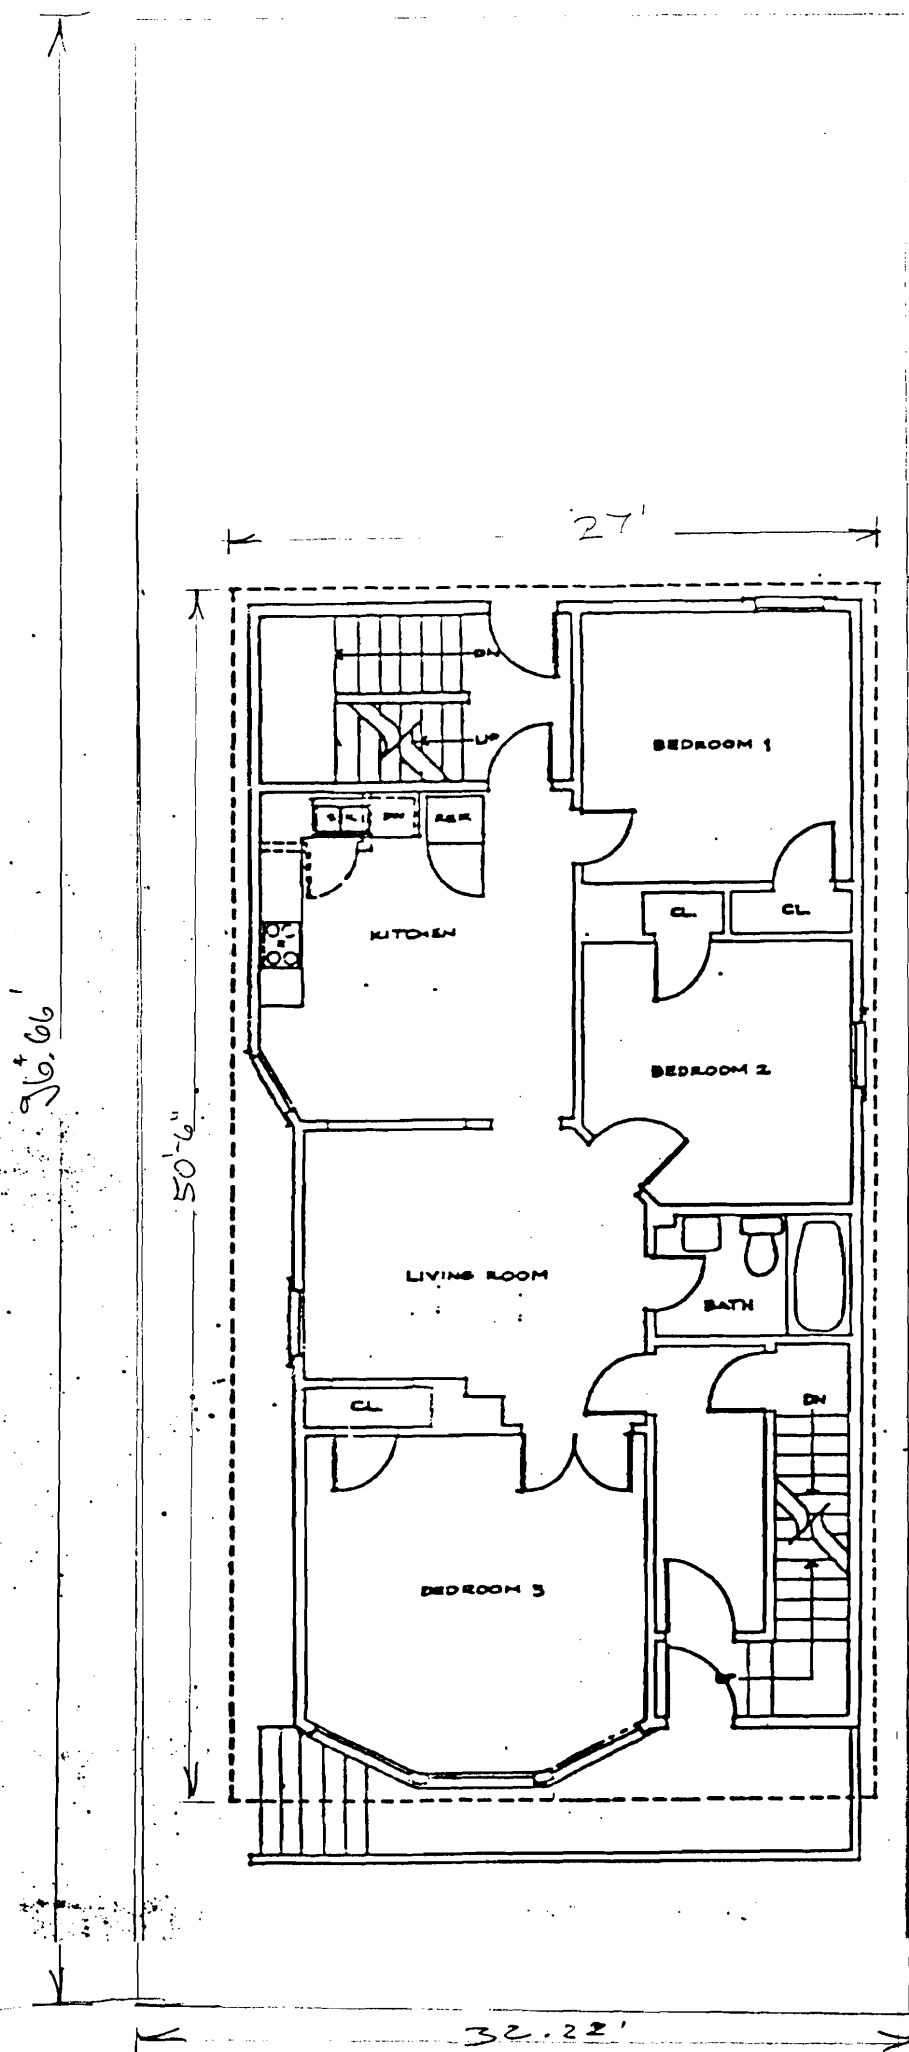 27'
DN
UP
BEDROOM 1
DW
REF.
CL.
CL.
KITCHEN
BEDROOM 2
96.66'
50'-6"
LIVING ROOM
BATH
CL
DN
BEDROOM 3
32.22'